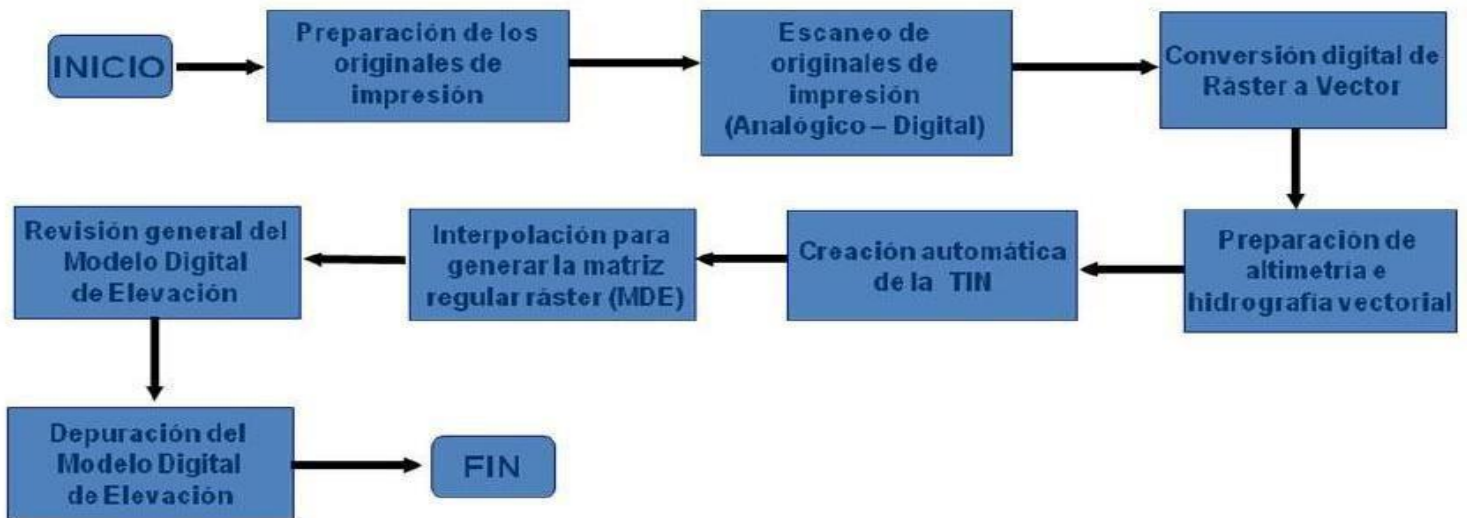 INICIO
Preparación de los
originales de
impresión
Escaneo de
originales de
impresión
(Analógico – Digital)
Conversión digital de
Ráster a Vector
Preparación de
altimetría e
hidrografía vectorial
Creación automática
de la TIN
Interpolación para
generar la matriz
regular ráster (MDE)
Revisión general del
Modelo Digital
de Elevación
Depuración del
Modelo Digital
de Elevación
FIN